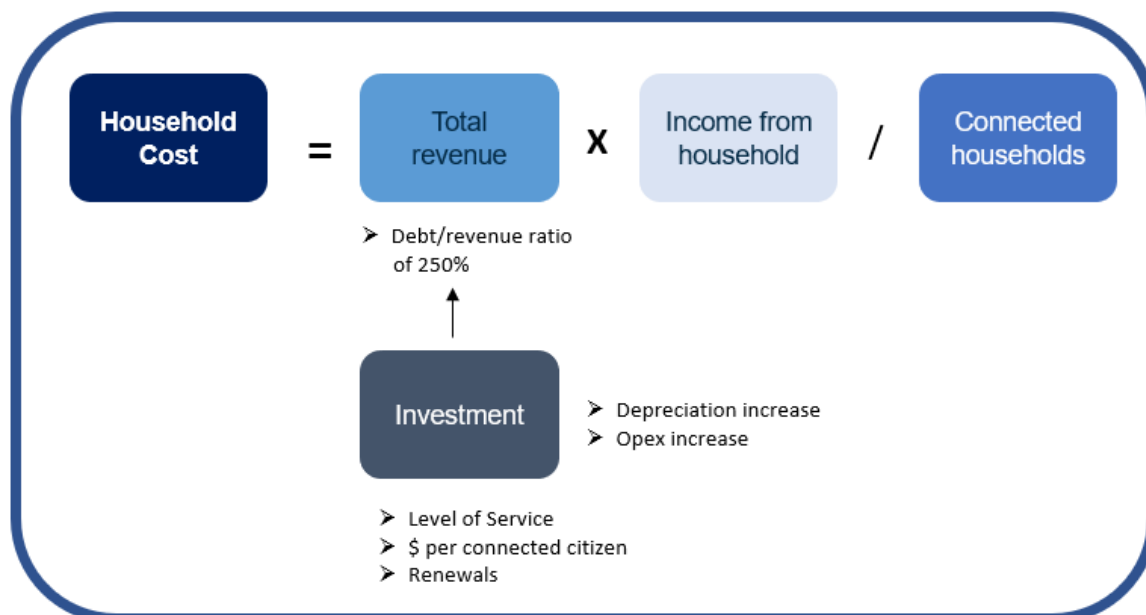 Household
Cost
=
Total
revenue
x
Income from
household
/
Connected
households
➤ Debt/revenue ratio
of 250%
Investment
➤ Depreciation increase
➤ Opex increase
➤ Level of Service
➤ $ per connected citizen
➤ Renewals